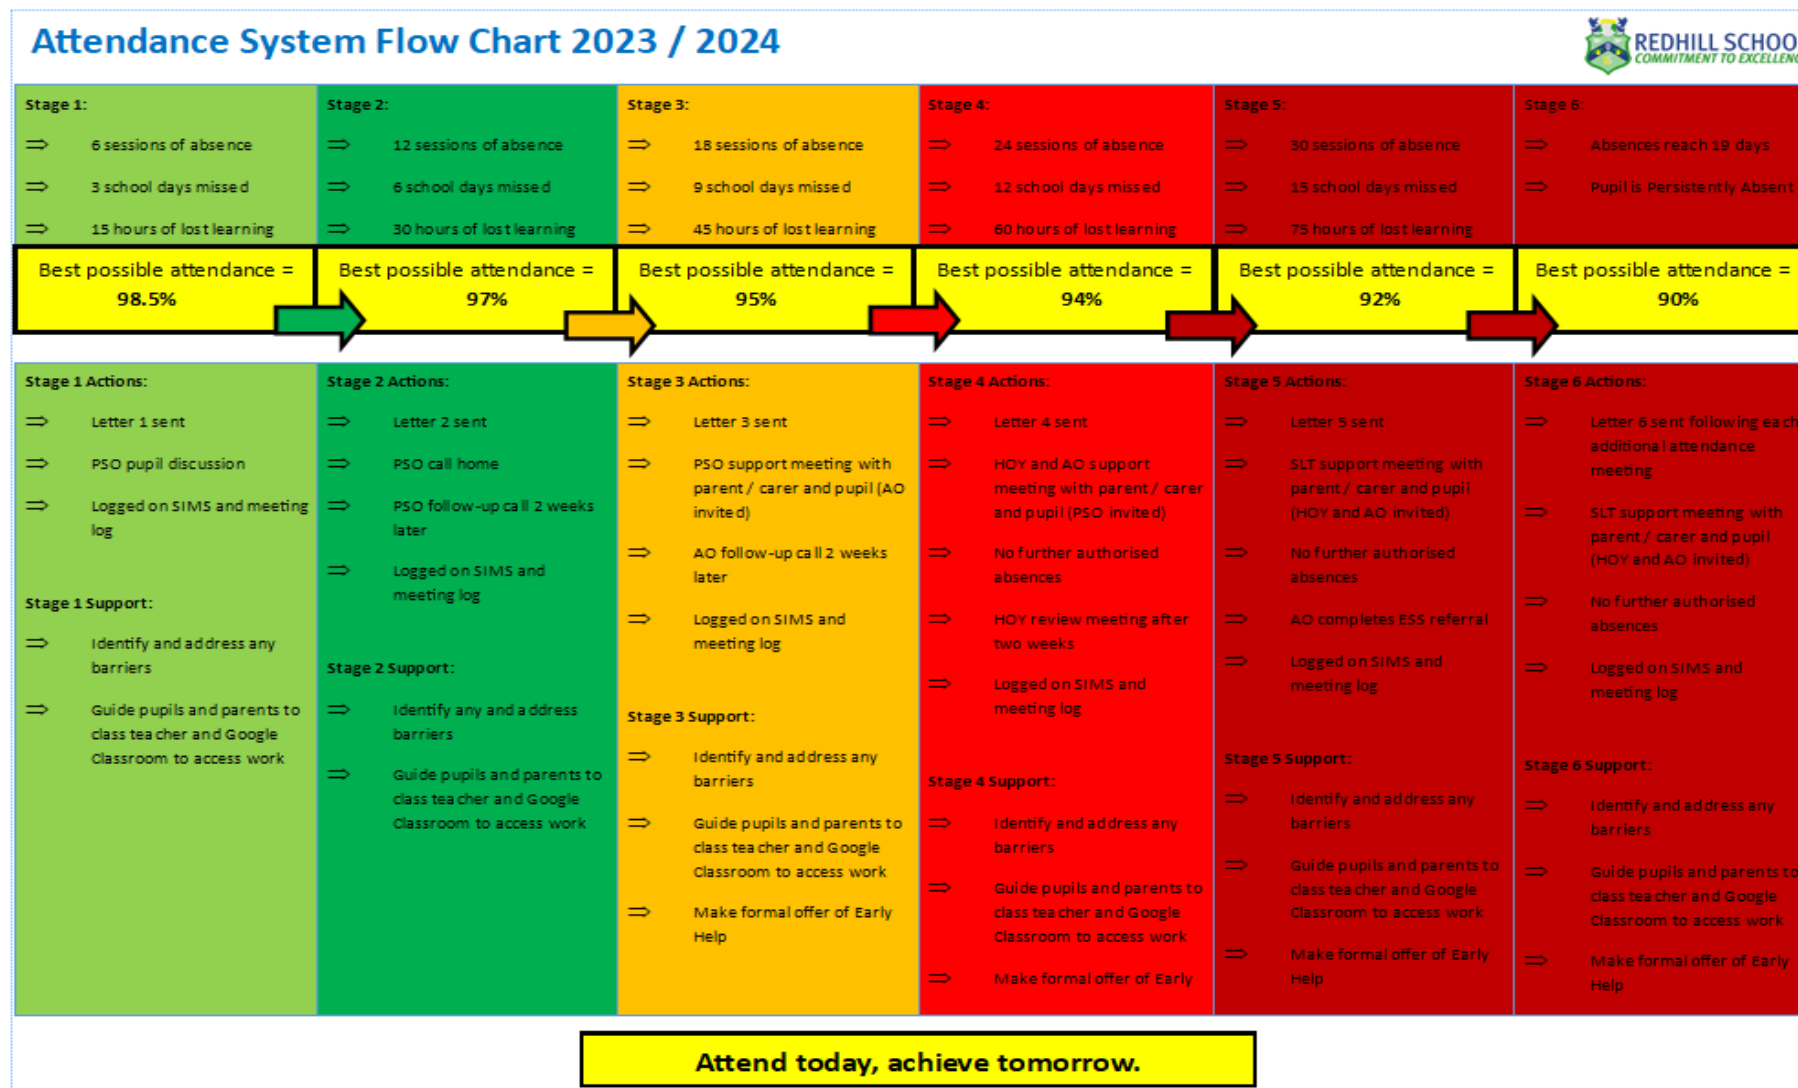 Attendance System Flow Chart 2023 / 2024
REDHILL SCHOO
COMMITMENT TO EXCELLENC
Stage 1:
⇒ 6 sessions of absence
⇒ 3 school days missed
⇒ 15 hours of lost learning
Best possible attendance =
98.5%
Stage 2:
⇒ 12 sessions of absence
⇒ 6 school days missed
⇒ 30 hours of lost learning
Best possible attendance =
97%
Stage 3:
⇒ 18 sessions of absence
⇒ 9 school days missed
⇒ 45 hours of lost learning
Best possible attendance =
95%
Stage 4:
⇒ 24 sessions of absence
⇒ 12 school days missed
⇒ 60 hours of lost learning
Best possible attendance =
94%
Stage 5:
⇒ 30 sessions of absence
⇒ 15 school days missed
⇒ 75 hours of lost learning
Best possible attendance =
92%
Stage 6:
⇒ Absences reach 19 days
⇒ Pupil is Persistently Absent
Best possible attendance =
90%
Stage 1 Actions:
⇒ Letter 1 sent
⇒ PSO pupil discussion
⇒ Logged on SIMS and meeting
log
Stage 1 Support:
⇒ Identify and address any
barriers
⇒ Guide pupils and parents to
class teacher and Google
Classroom to access work
Stage 2 Actions:
⇒ Letter 2 sent
⇒ PSO call home
⇒ PSO follow-up call 2 weeks
later
⇒ Logged on SIMS and
meeting log
Stage 2 Support:
⇒ Identify any and address
barriers
⇒ Guide pupils and parents to
class teacher and Google
Classroom to access work
Stage 3 Actions:
⇒ Letter 3 sent
⇒ PSO support meeting with
parent / carer and pupil (AO
invited)
⇒ AO follow-up call 2 weeks
later
⇒ Logged on SIMS and
meeting log
Stage 3 Support:
⇒ Identify and address any
barriers
⇒ Guide pupils and parents to
class teacher and Google
Classroom to access work
⇒ Make formal offer of Early
Help
Stage 4 Actions:
⇒ Letter 4 sent
⇒ HOY and AO support
meeting with parent / carer
and pupil (PSO invited)
⇒ No further authorised
absences
⇒ HOY review meeting after
two weeks
⇒ Logged on SIMS and
meeting log
Stage 4 Support:
⇒ Identify and address any
barriers
⇒ Guide pupils and parents to
class teacher and Google
Classroom to access work
⇒ Make formal offer of Early
Stage 5 Actions:
⇒ Letter 5 sent
⇒ SLT support meeting with
parent / carer and pupil
(HOY and AO invited)
⇒ No further authorised
absences
⇒ AO completes ESS referral
⇒ Logged on SIMS and
meeting log
Stage 5 Support:
⇒ Identify and address any
barriers
⇒ Guide pupils and parents to
class teacher and Google
Classroom to access work
⇒ Make formal offer of Early
Help
Stage 6 Actions:
⇒ Letter 6 sent following each
additional attendance
meeting
⇒ SLT support meeting with
parent / carer and pupil
(HOY and AO invited)
⇒ No further authorised
absences
⇒ Logged on SIMS and
meeting log
Stage 6 Support:
⇒ Identify and address any
barriers
⇒ Guide pupils and parents to
class teacher and Google
Classroom to access work
⇒ Make formal offer of Early
Help
Attend today, achieve tomorrow.